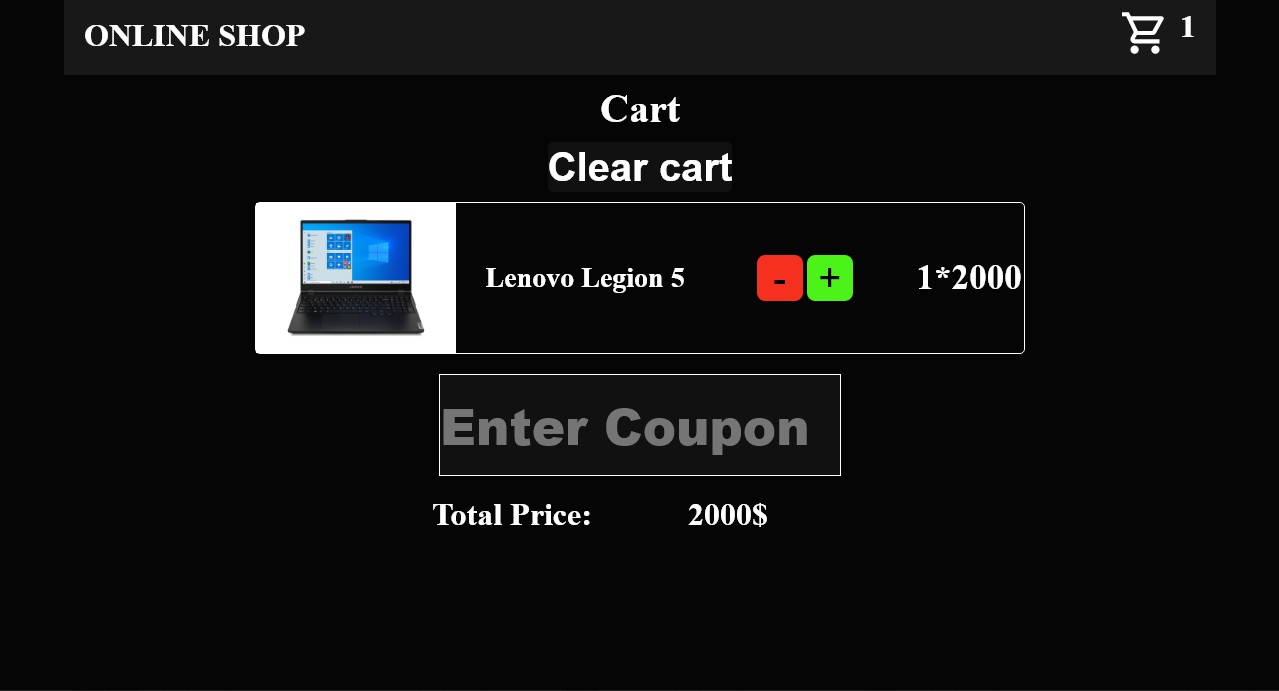 ONLINE SHOP
1
Cart
Clear cart
Lenovo Legion 5
-
+
1*2000
Enter Coupon
Total Price:
2000$